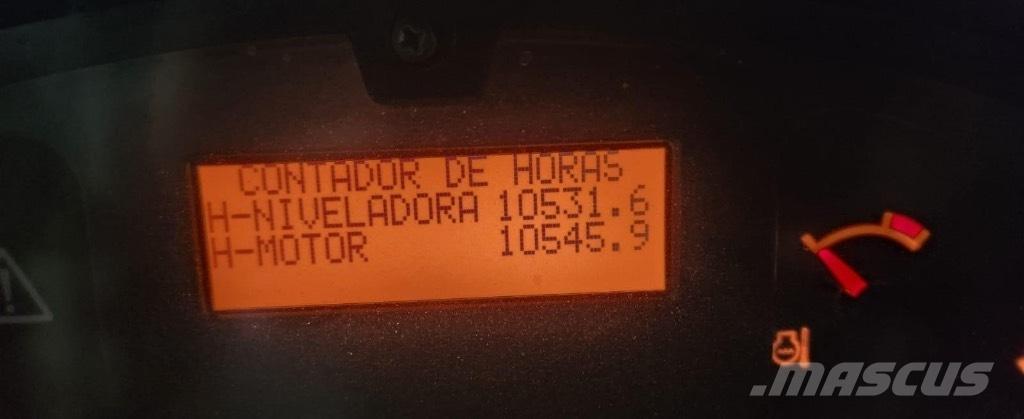 CONTADOR DE HORAS
H-NIVELADORA 10531.6
H-MOTOR 10545.9
MASCUS